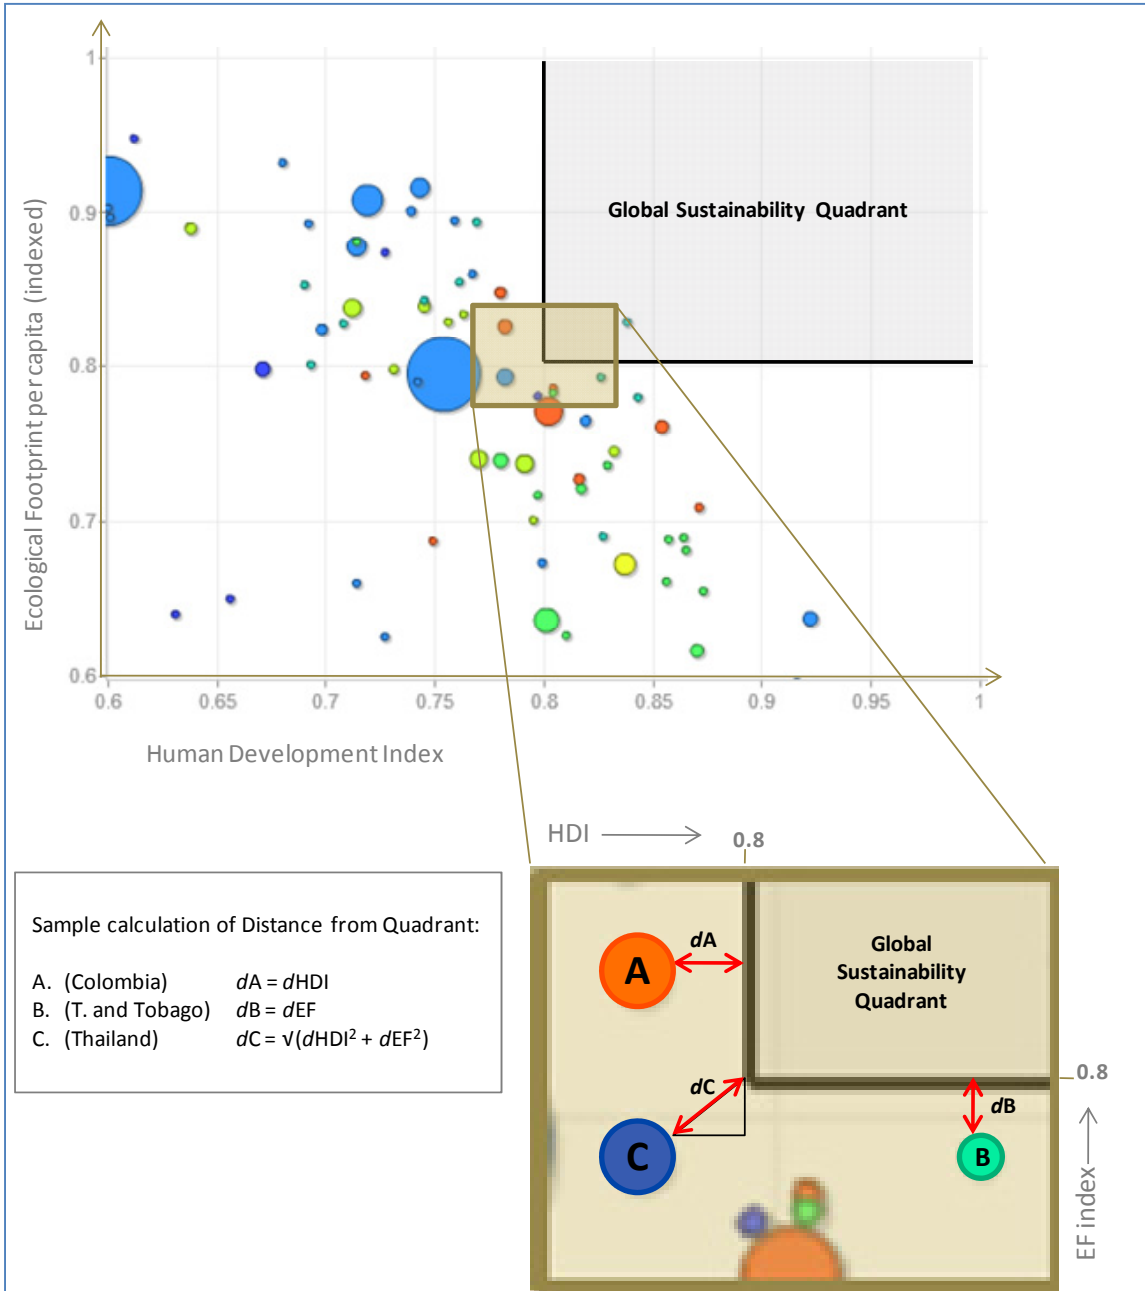 Ecological Footprint per capita (indexed)
1
0.9
0.8
0.7
0.6
Global Sustainability Quadrant
0.6 0.65 0.7 0.75 0.8 0.85 0.9 0.95 1
Human Development Index
HDI
0.8
Sample calculation of Distance from Quadrant:
A. (Colombia) dA = dHDI
B. (T. and Tobago) dB = dEF
C. (Thailand) dC = √(dHDI² + dEF²)
A
dA
Global
Sustainability
Quadrant
0.8
dC
dB
C
B
EF index